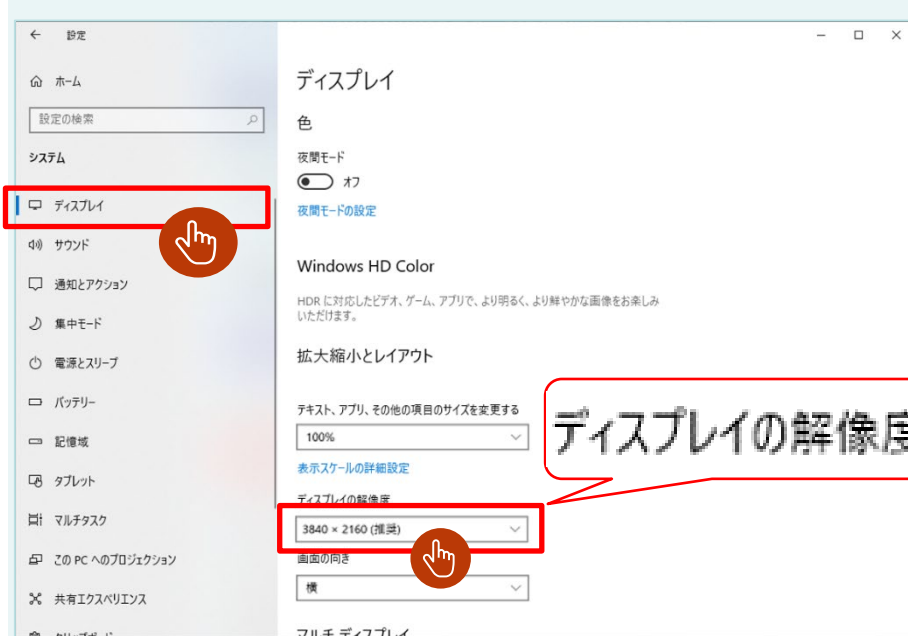 設定
ホーム
設定の検索
システム
ディスプレイ
サウンド
通知とアクション
集中モード
電源とスリープ
バッテリー
記憶域
タブレット
マルチタスク
この PC へのプロジェクション
共有エクスペリエンス
ディスプレイ
色
夜間モード
オフ
夜間モードの設定
Windows HD Color
HDR に対応したビデオ、ゲーム、アプリで、より明るく、より鮮やかな画像をお楽しみ
いただけます。
拡大縮小とレイアウト
テキスト、アプリ、その他の項目のサイズを変更する
100%
表示スケールの詳細設定
ディスプレイの解像度
ディスプレイの解像度
3840 × 2160 (推奨)
画面の向き
横
マルチ ディスプレイ